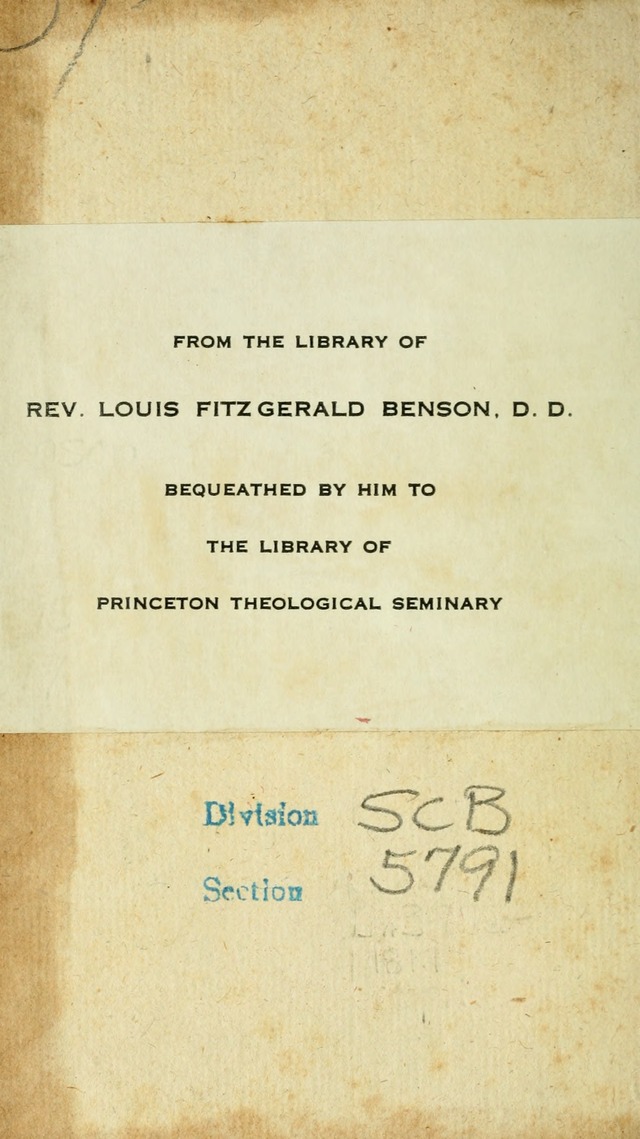 FROM THE LIBRARY OF
REV. LOUIS FITZGERALD BENSON, D. D.
BEQUEATHED BY HIM TO
THE LIBRARY OF
PRINCETON THEOLOGICAL SEMINARY
Division SCB
Section 5791